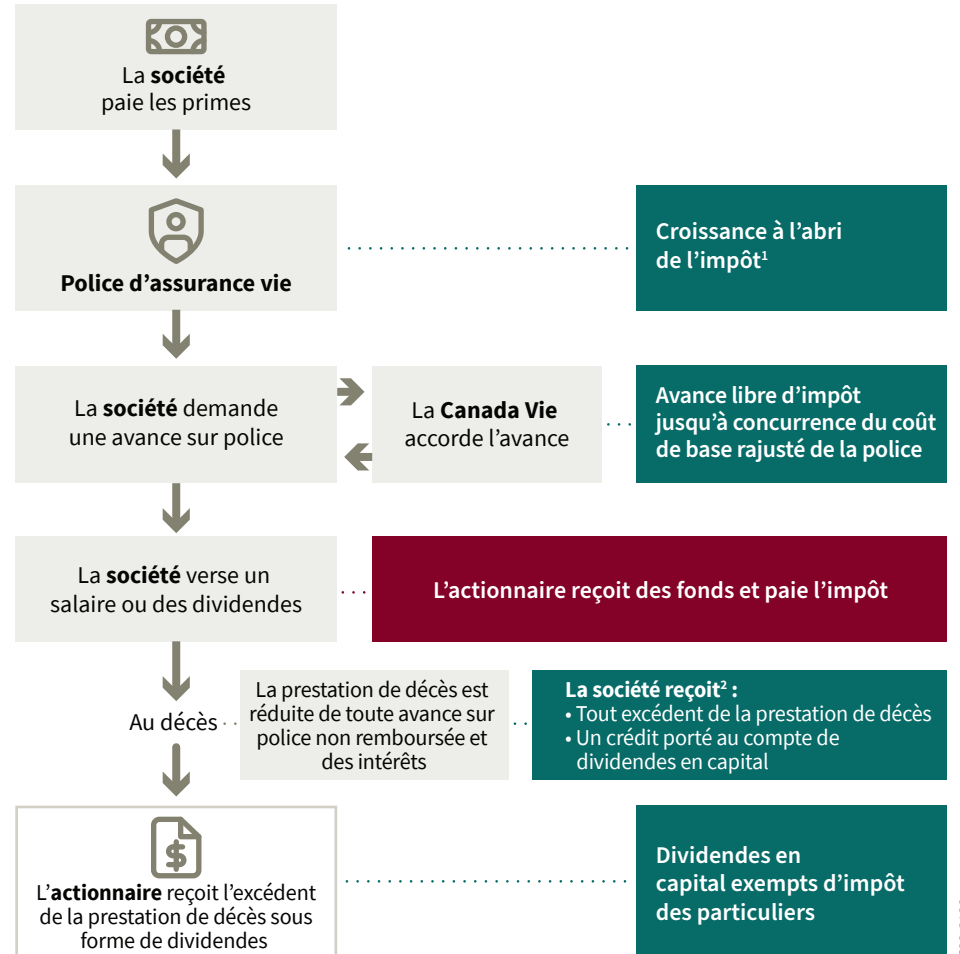 La société
paie les primes
Police d’assurance vie
Croissance à l’abri
de l’impôt¹
La société demande
une avance sur police
La Canada Vie
accorde l’avance
Avance libre d’impôt
jusqu’à concurrence du coût
de base rajusté de la police
La société verse un
salaire ou des dividendes
L’actionnaire reçoit des fonds et paie l’impôt
Au décès
La prestation de décès est
réduite de toute avance sur
police non remboursée et
des intérêts
La société reçoit² :
• Tout excédent de la prestation de décès
• Un crédit porté au compte de
dividendes en capital
L’actionnaire reçoit l’excédent
de la prestation de décès sous
forme de dividendes
Dividendes en
capital exempts d’impôt
des particuliers